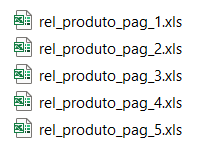 rel_produto_pag_1.xls
rel_produto_pag_2.xls
rel_produto_pag_3.xls
rel_produto_pag_4.xls
rel_produto_pag_5.xls